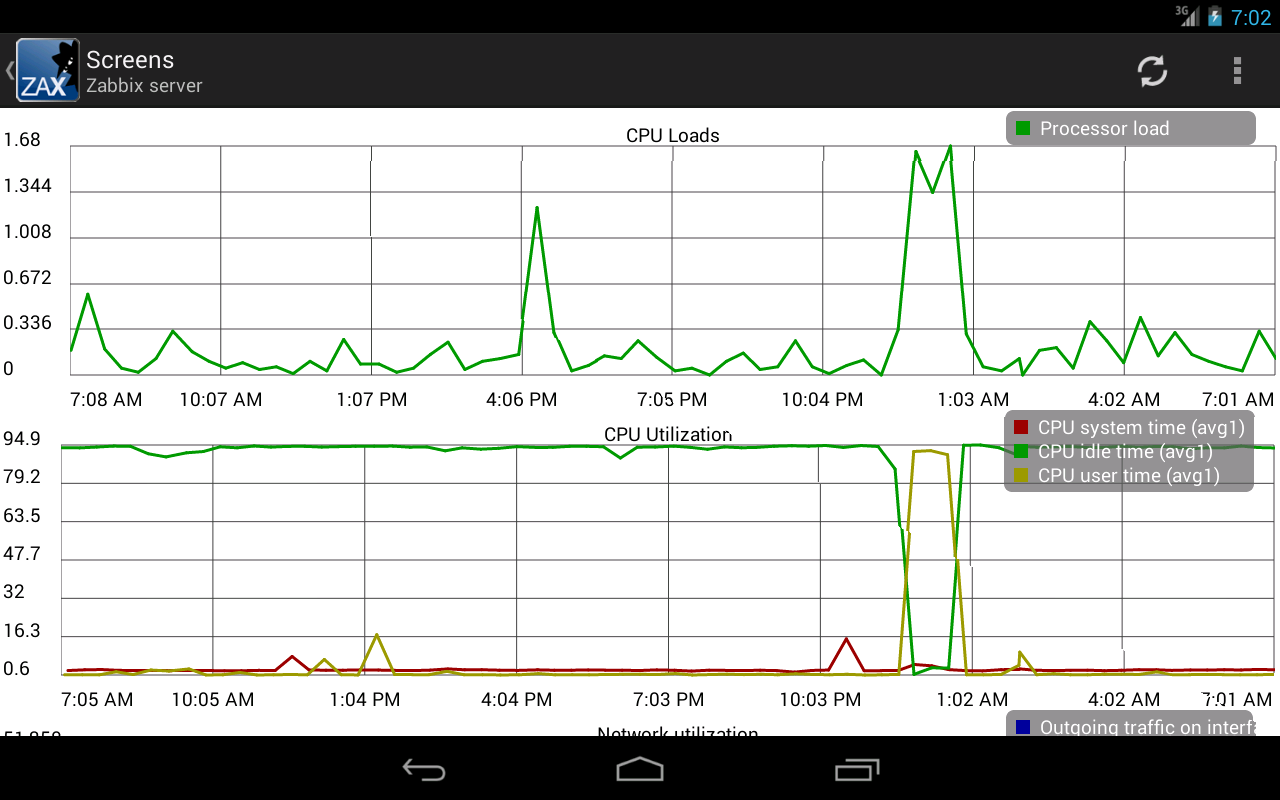 3G 7:02
ZAX
Screens
Zabbix server
CPU Loads
Processor load
1.68
1.344
1.008
0.672
0.336
0
7:08 AM 10:07 AM 1:07 PM 4:06 PM 7:05 PM 10:04 PM 1:03 AM 4:02 AM 7:01 AM
CPU Utilization
CPU system time (avg1)
CPU idle time (avg1)
CPU user time (avg1)
94.9
79.2
63.5
47.7
32
16.3
0.6
7:05 AM 10:05 AM 1:04 PM 4:04 PM 7:03 PM 10:03 PM 1:02 AM 4:02 AM 7:01 AM
Network utilization
Outgoing traffic on interf